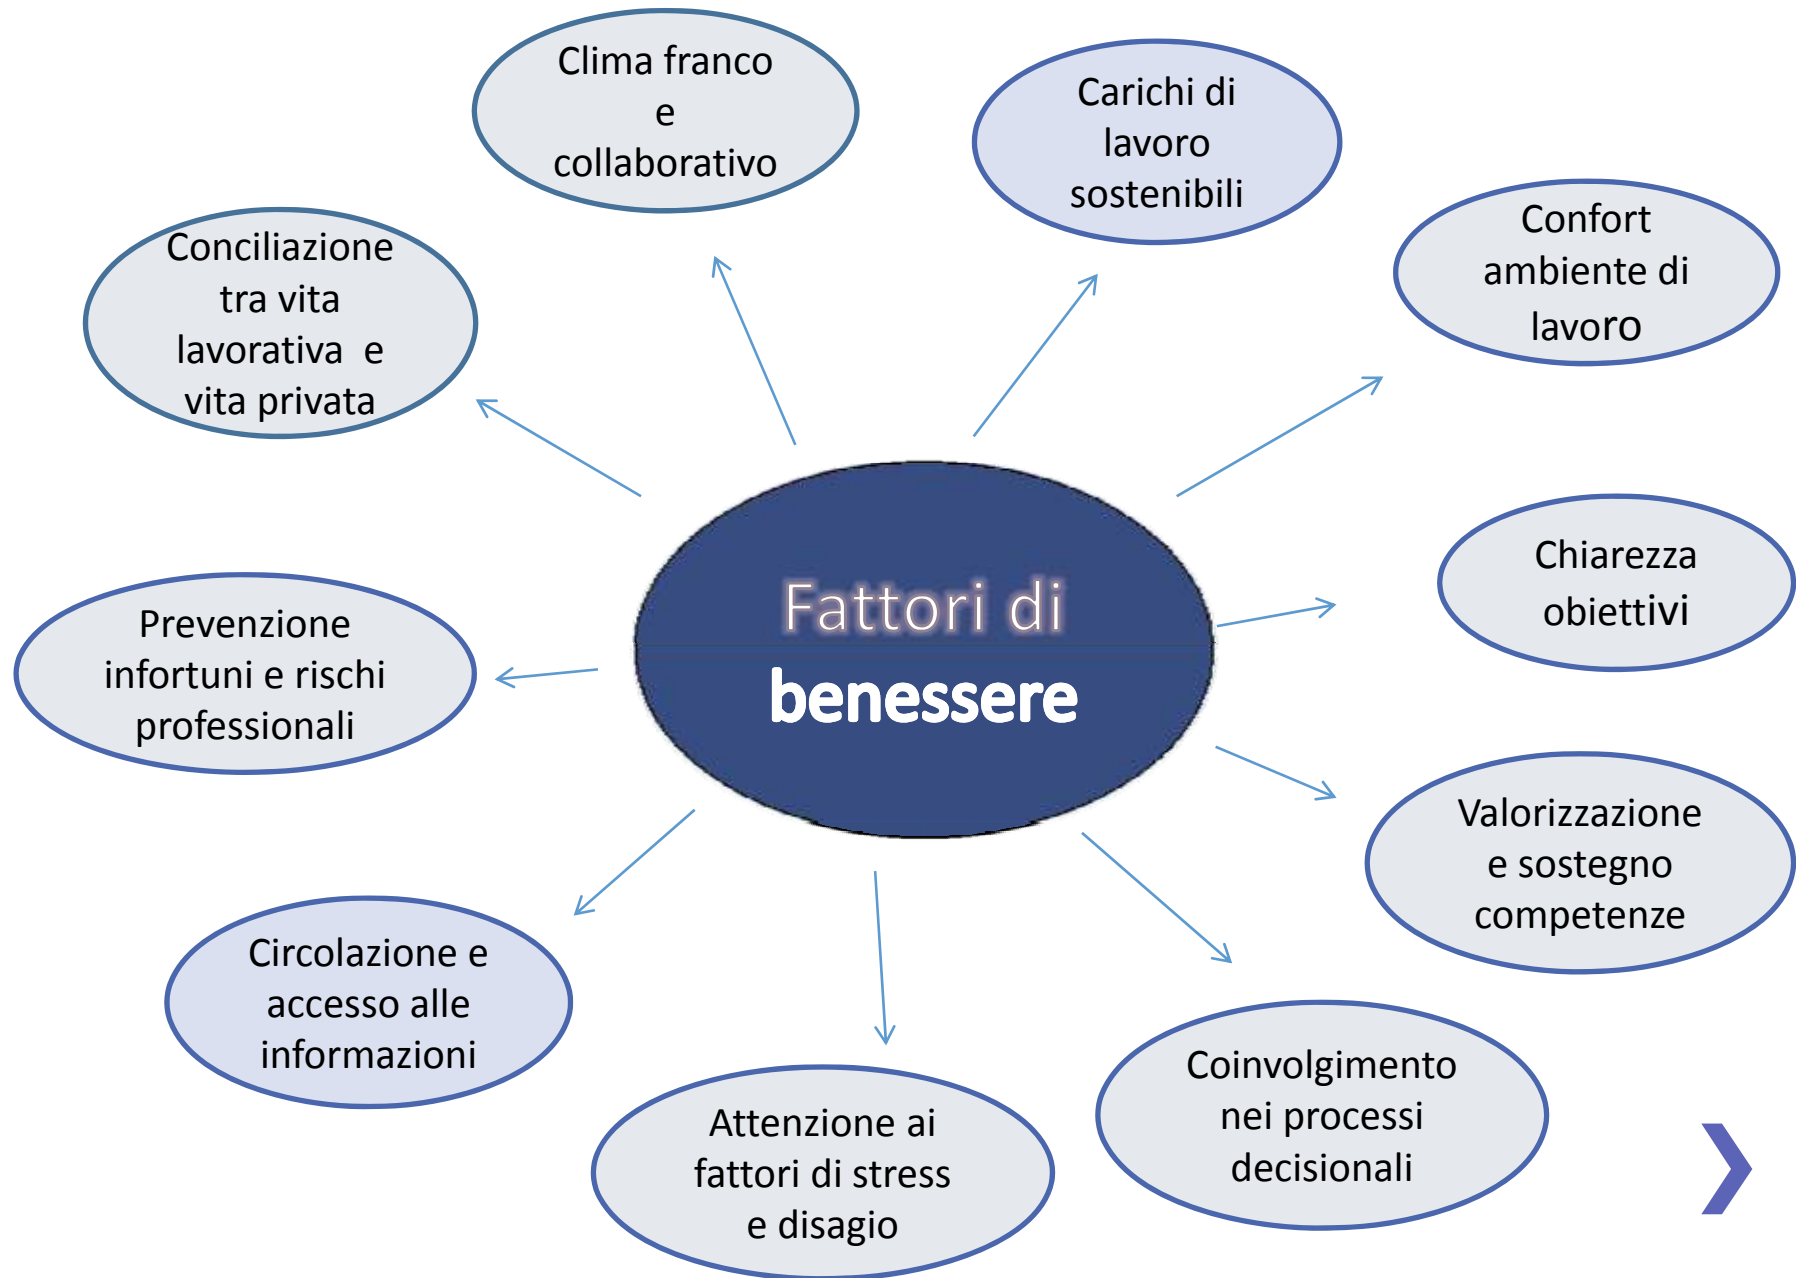 Clima franco
e
collaborativo
Carichi di
lavoro
sostenibili
Confort
ambiente di
lavoro
Conciliazione
tra vita
lavorativa e
vita privata
Chiarezza
obiettivi
Fattori di
benessere
Prevenzione
infortuni e rischi
professionali
Valorizzazione
e sostegno
competenze
Circolazione e
accesso alle
informazioni
Coinvolgimento
nei processi
decisionali
Attenzione ai
fattori di stress
e disagio